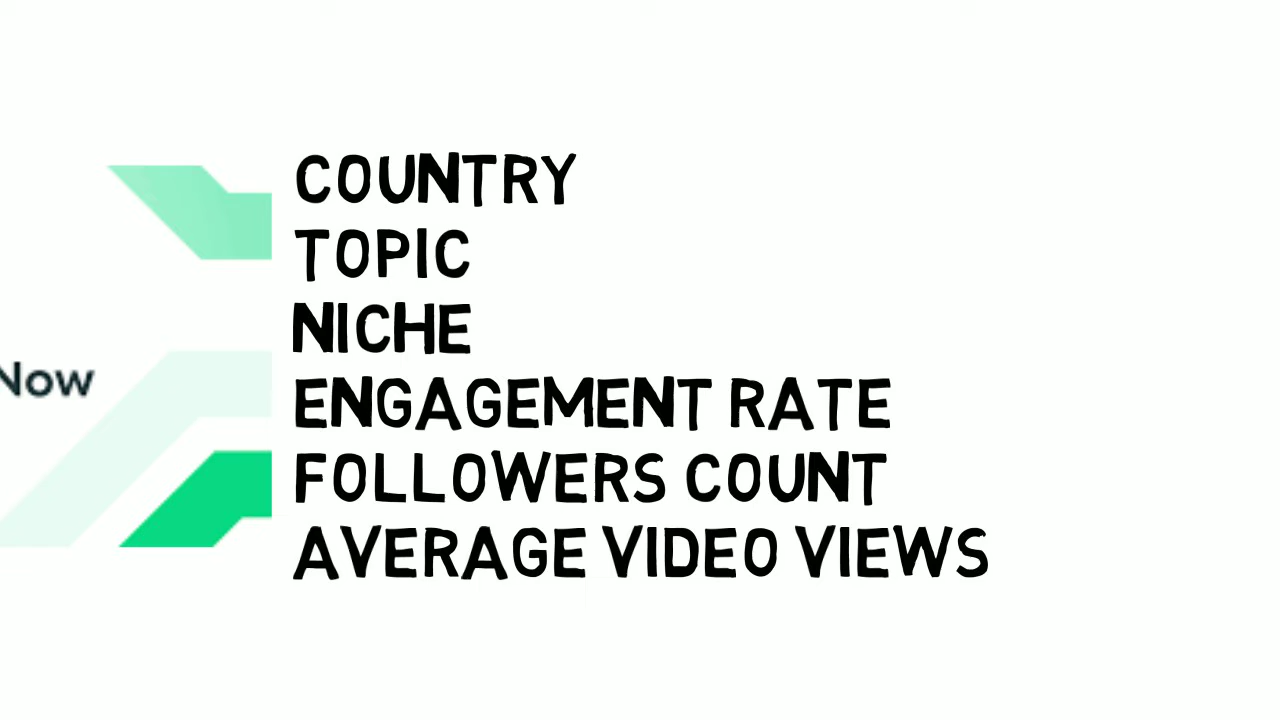 COUNTRY
TOPIC
NICHE
Now
ENGAGEMENT RATE
FOLLOWERS COUNT
AVERAGE VIDEO VIEWS